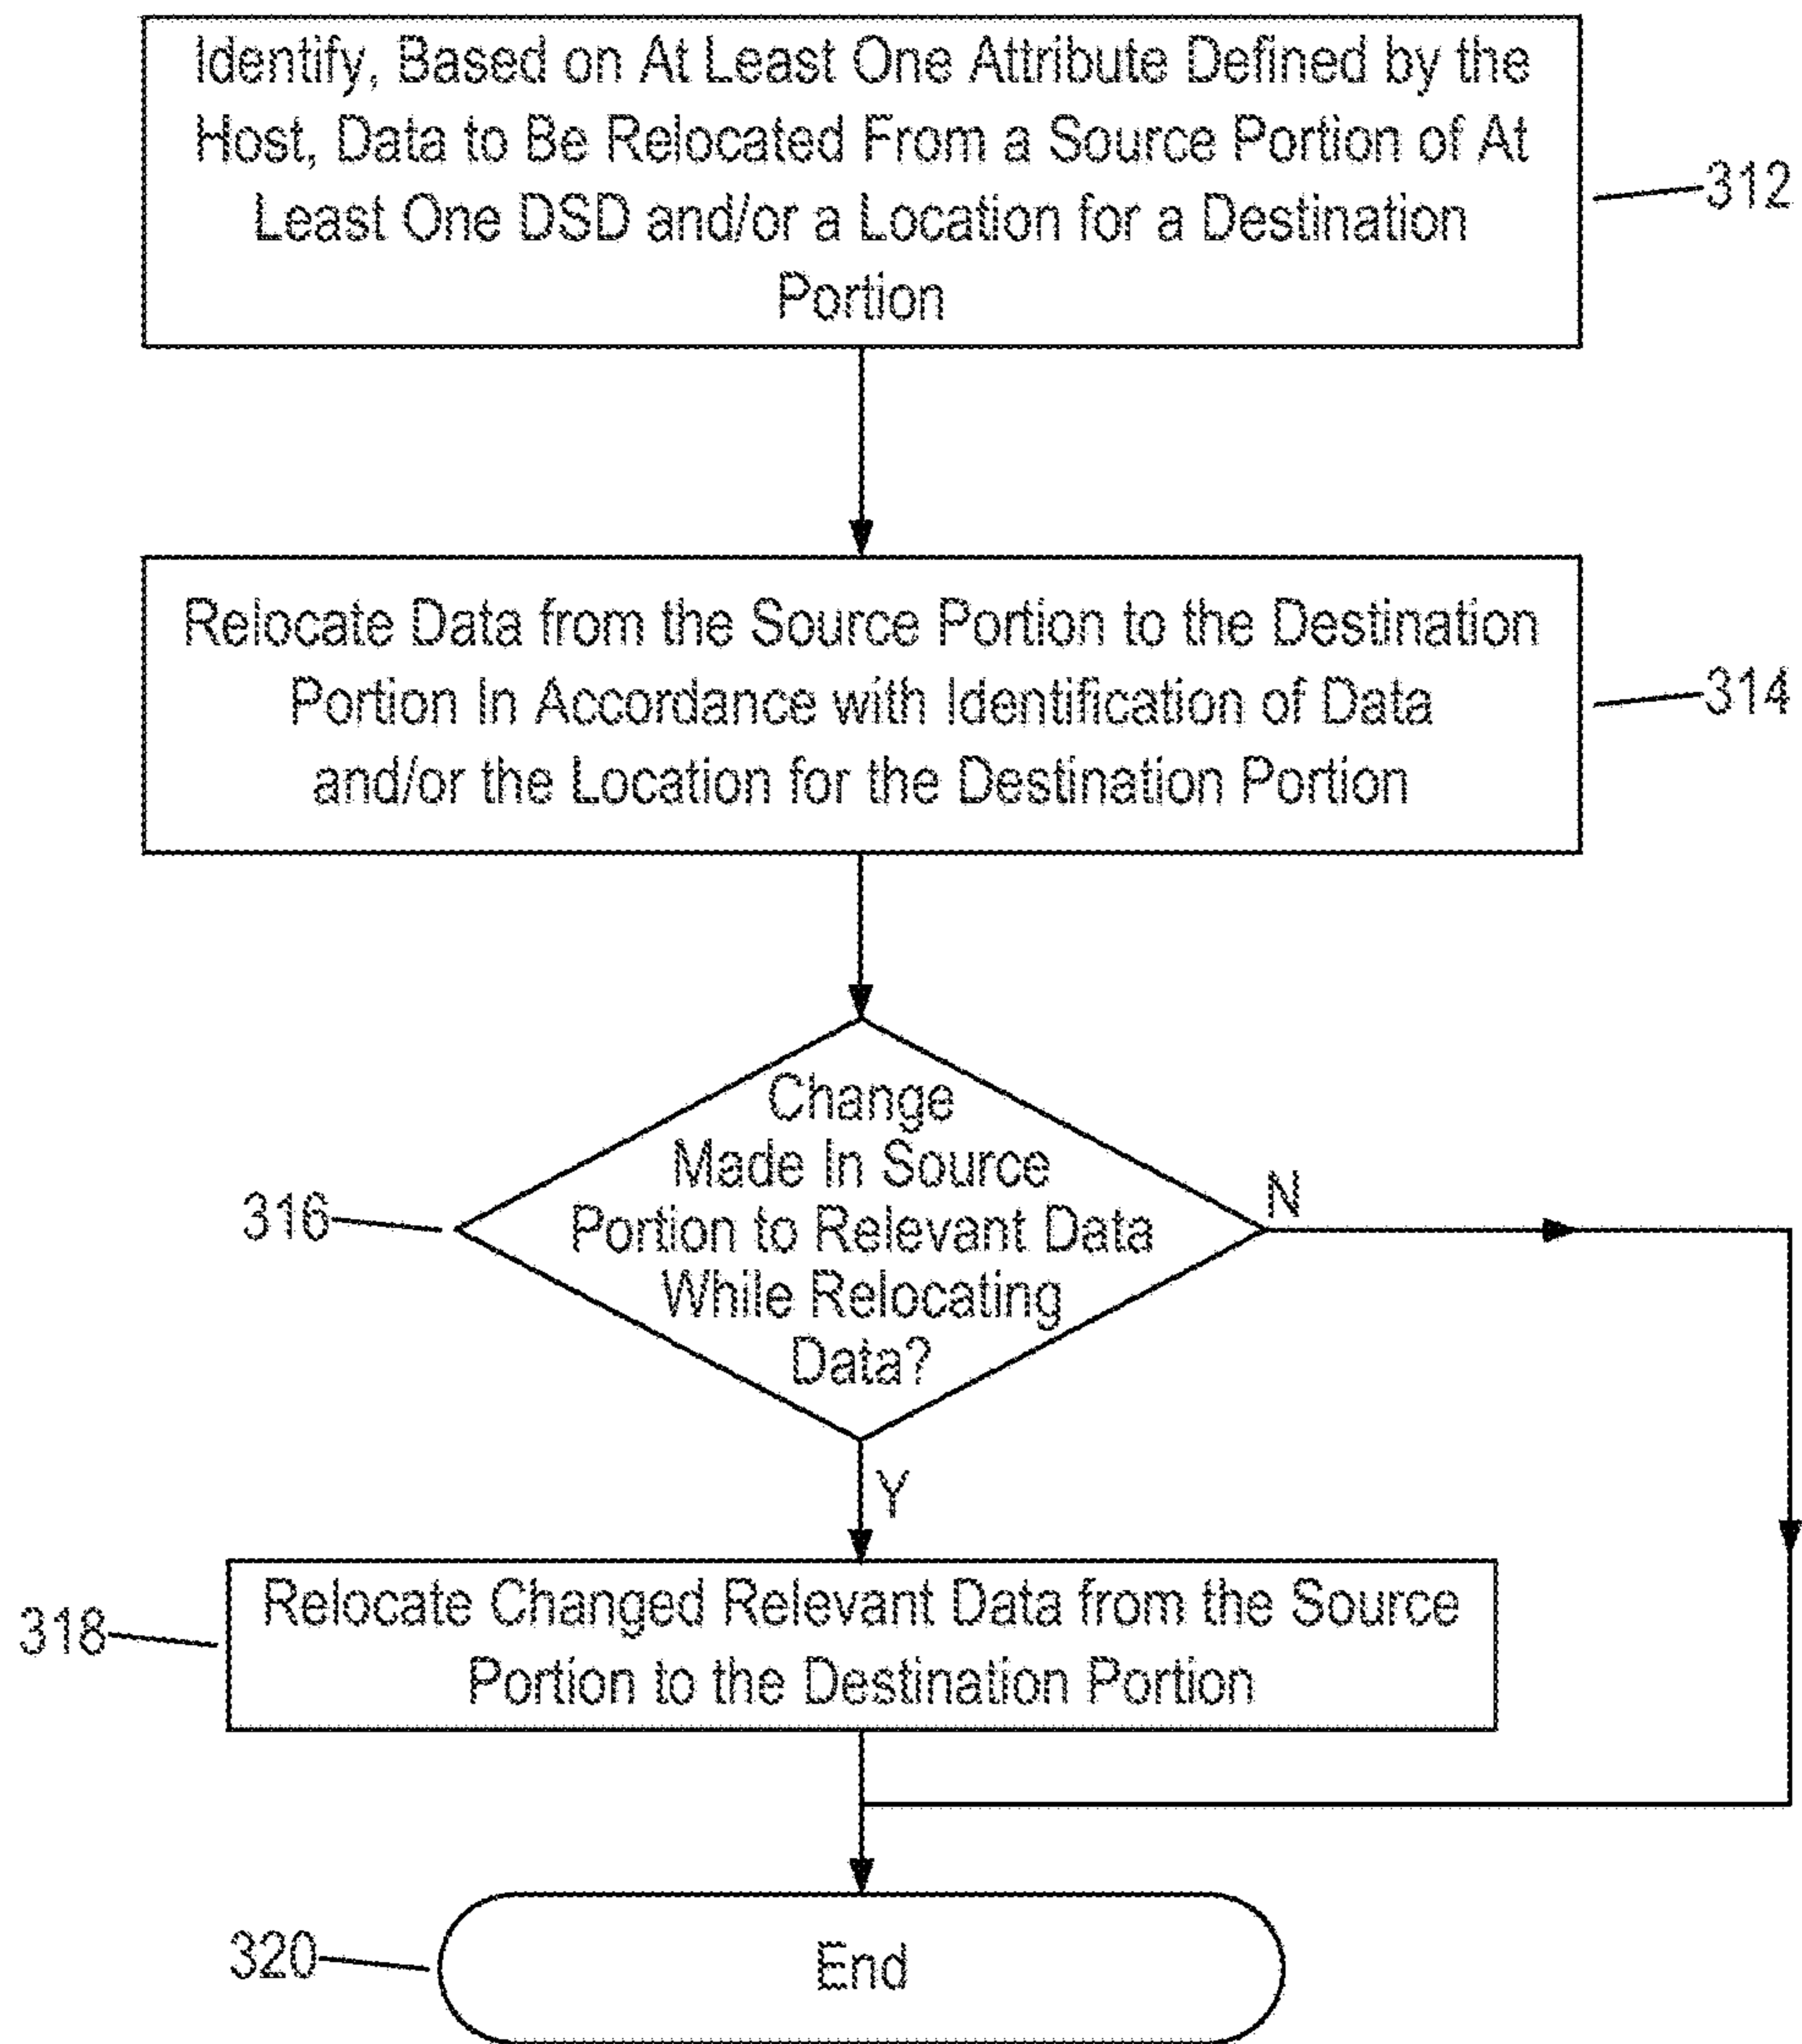 Identify, Based on At Least One Attribute Defined by the
Host, Data to Be Relocated From a Source Portion of At
Least One DSD and/or a Location for a Destination
Portion
312
Relocate Data from the Source Portion to the Destination
Portion In Accordance with Identification of Data
and/or the Location for the Destination Portion
314
Change
Made In Source
Portion to Relevant Data
While Relocating
Data?
316
N
Y
Relocate Changed Relevant Data from the Source
Portion to the Destination Portion
318
End
320